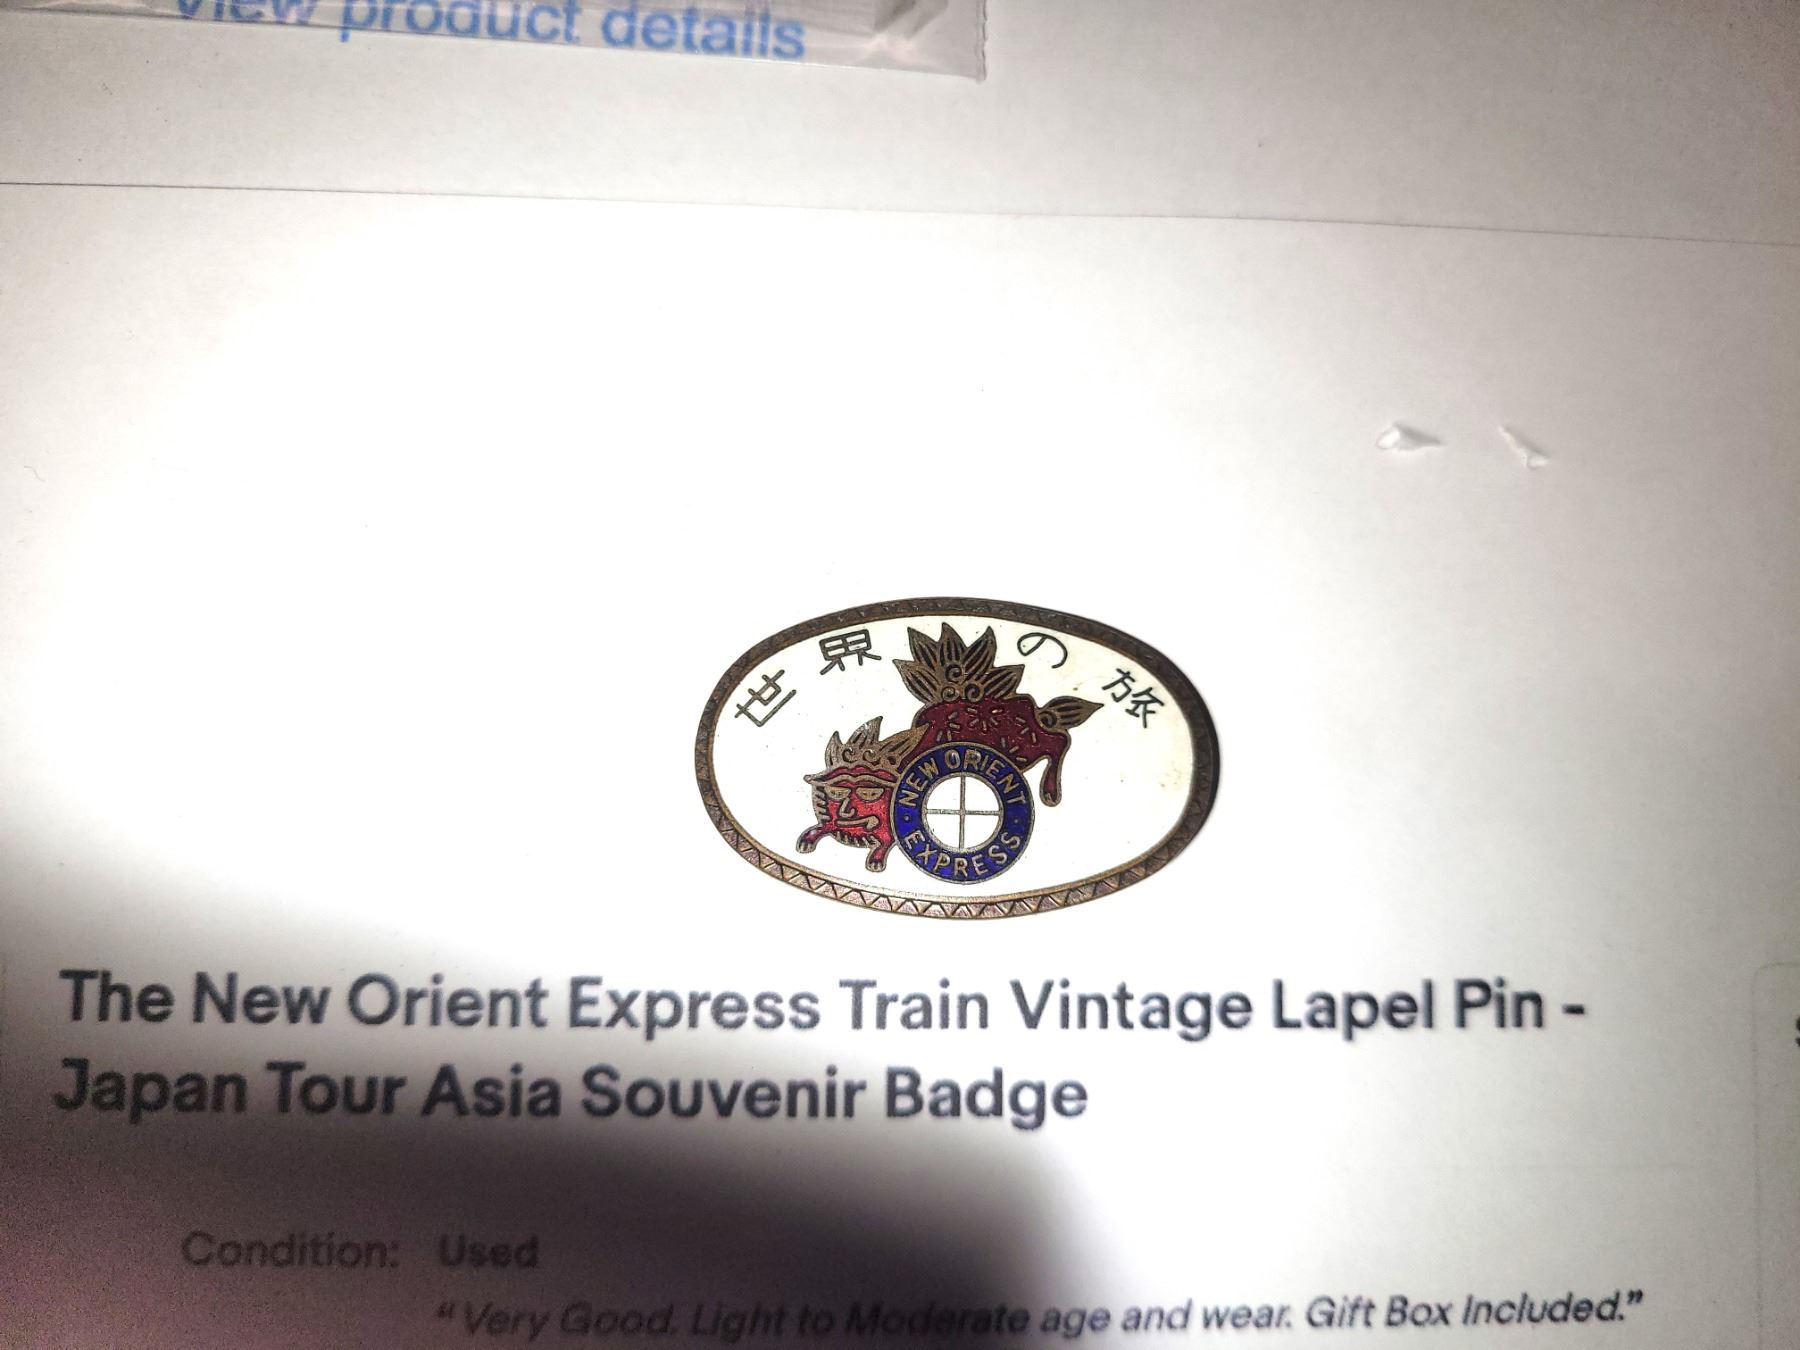 view product details
世界の旅
NEW ORIENT
EXPRESS
The New Orient Express Train Vintage Lapel Pin -
Japan Tour Asia Souvenir Badge
Condition: Used
“Very Good. Light to Moderate age and wear. Gift Box Included.”